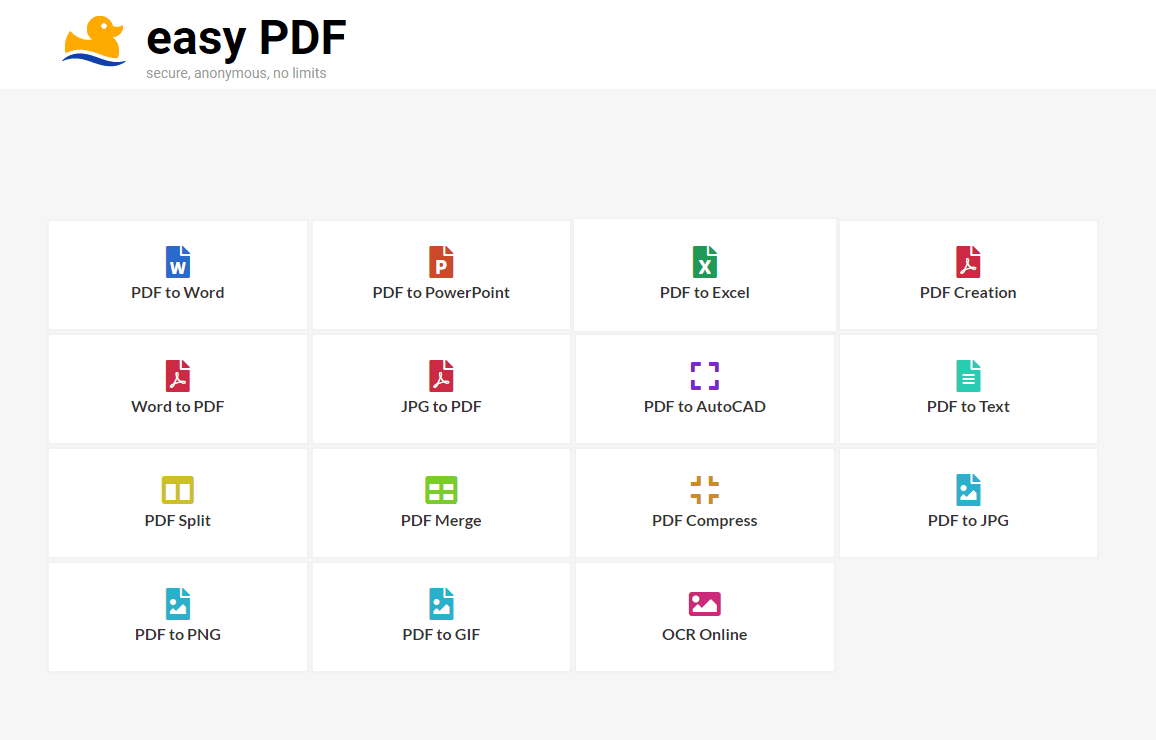 easy PDF
secure, anonymous, no limits
W
P
X
PDF to Word
PDF to PowerPoint
PDF to Excel
PDF Creation
Word to PDF
JPG to PDF
PDF to AutoCAD
PDF to Text
PDF Split
PDF Merge
PDF Compress
PDF to JPG
PDF to PNG
PDF to GIF
OCR Online